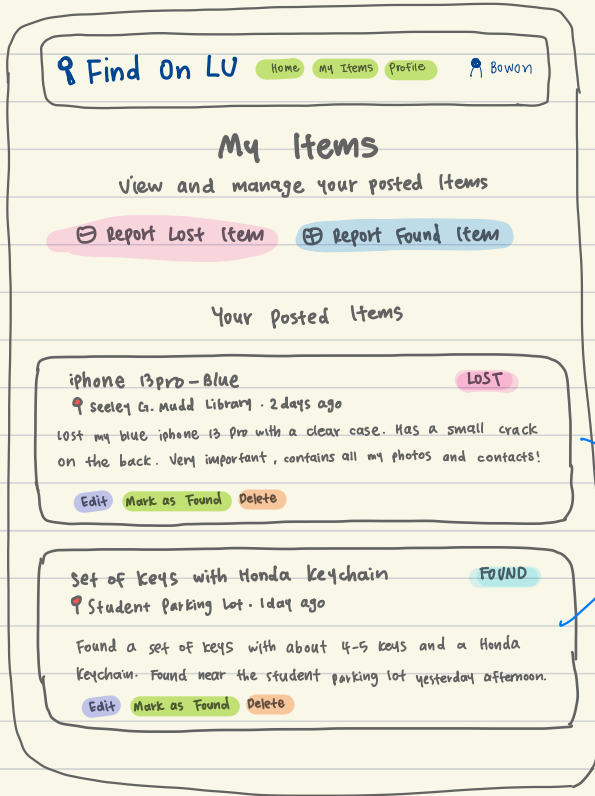 Find On LU Home My Items Profile Bowon
My Items
View and manage your posted Items
Report Lost Item Report Found Item
Your Posted Items
iphone 13pro-Blue LOST
Seeley G. Mudd Library · 2days ago
Lost my blue iphone 13 Pro with a clear case. Has a small crack
on the back. Very important, contains all my photos and contacts!
Edit Mark as Found Delete
Set of Keys with Honda Keychain FOUND
Student Parking Lot · 1day ago
Found a set of keys with about 4-5 keys and a Honda
Keychain. Found near the student parking lot yesterday afternoon.
Edit Mark as Found Delete